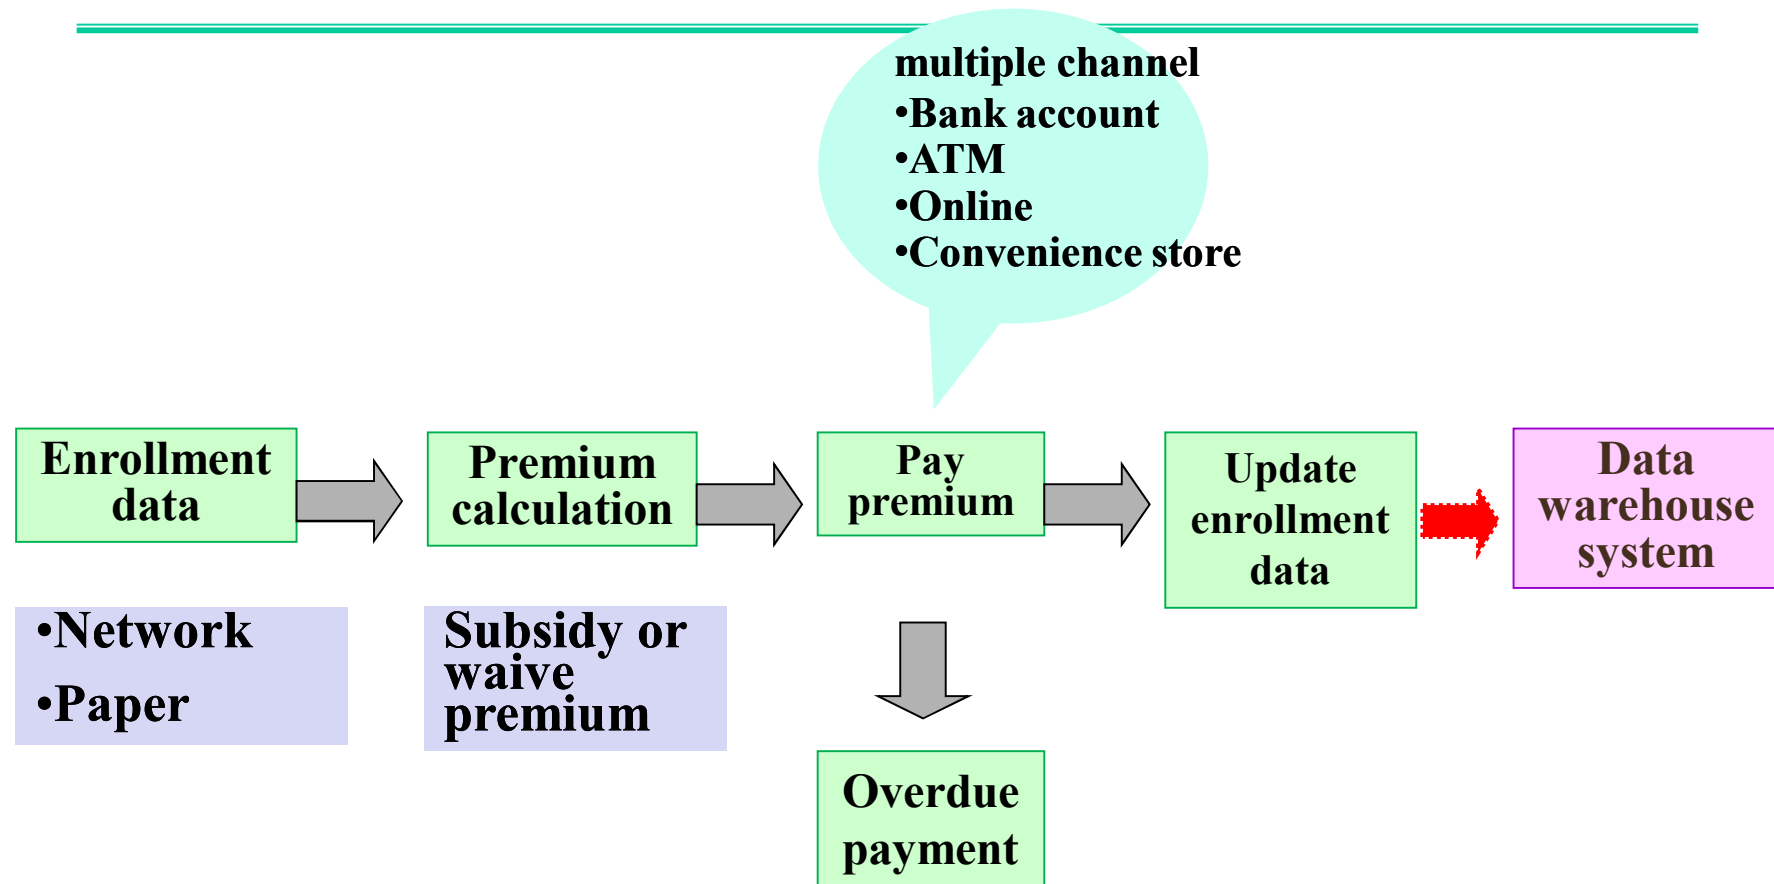 multiple channel
•Bank account
•ATM
•Online
•Convenience store
Enrollment
data
Premium
calculation
Pay
premium
Update
enrollment
data
Data
warehouse
system
•Network
•Paper
Subsidy or
waive
premium
Overdue
payment